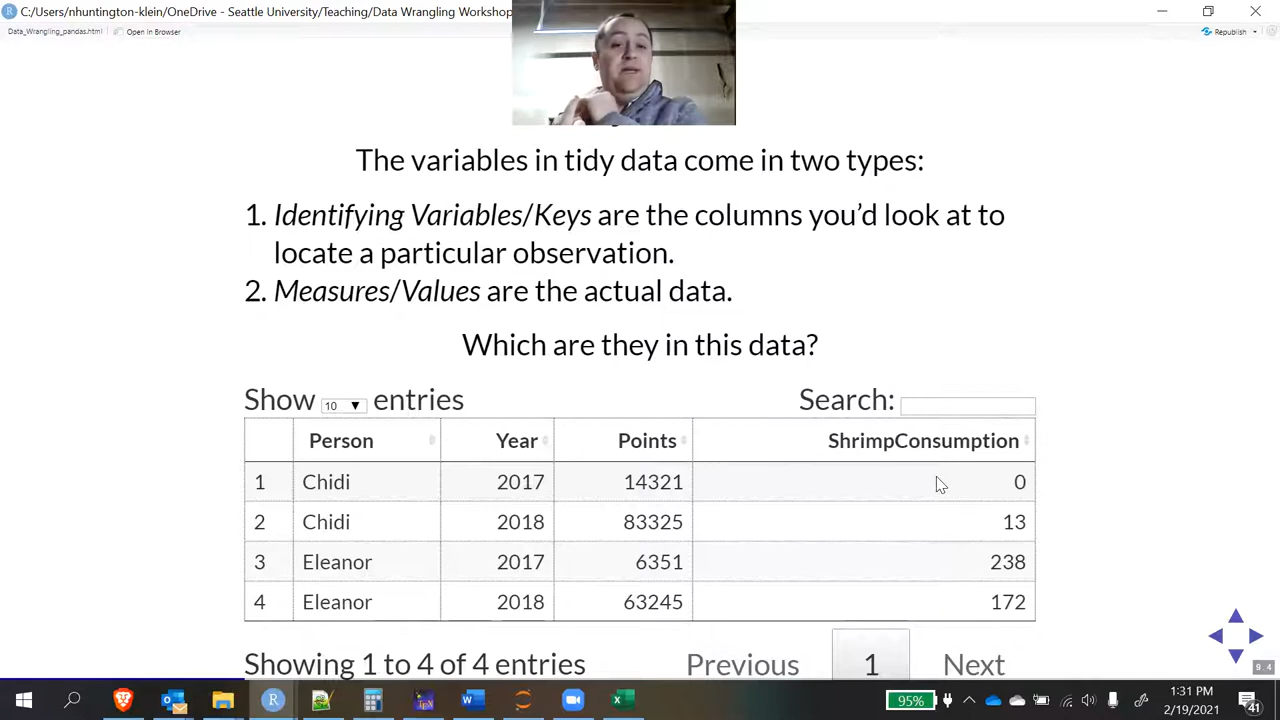 C:/Users/nhuntington-klein/OneDrive - Seattle University/Teaching/Data Wrangling Workshop
Data_Wrangling_pandas.html Open in Browser Republish
The variables in tidy data come in two types:
1. Identifying Variables/Keys are the columns you'd look at to
locate a particular observation.
2. Measures/Values are the actual data.
Which are they in this data?
Show 10 entries Search:
Person Year Points ShrimpConsumption
1 Chidi 2017 14321 0
2 Chidi 2018 83325 13
3 Eleanor 2017 6351 238
4 Eleanor 2018 63245 172
Showing 1 to 4 of 4 entries Previous 1 Next
9.4
95%
1:31 PM
2/19/2021
41